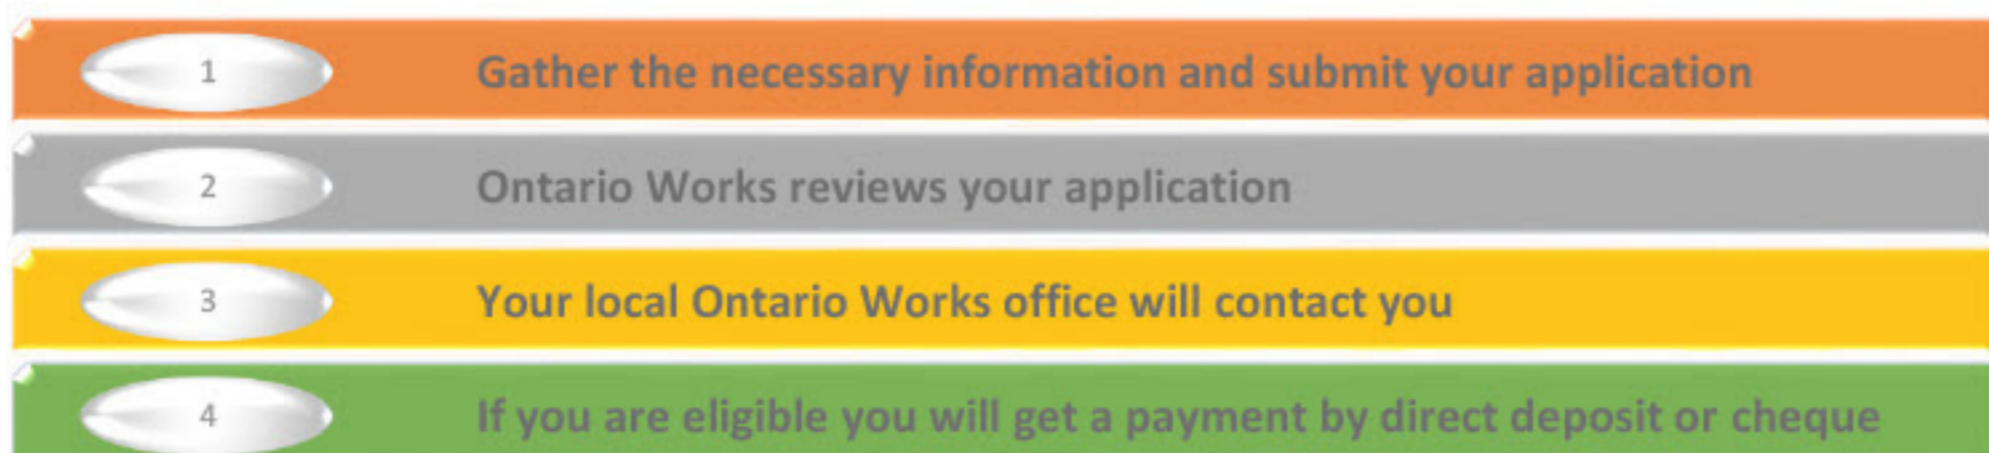 1 Gather the necessary information and submit your application
2 Ontario Works reviews your application
3 Your local Ontario Works office will contact you
4 If you are eligible you will get a payment by direct deposit or cheque